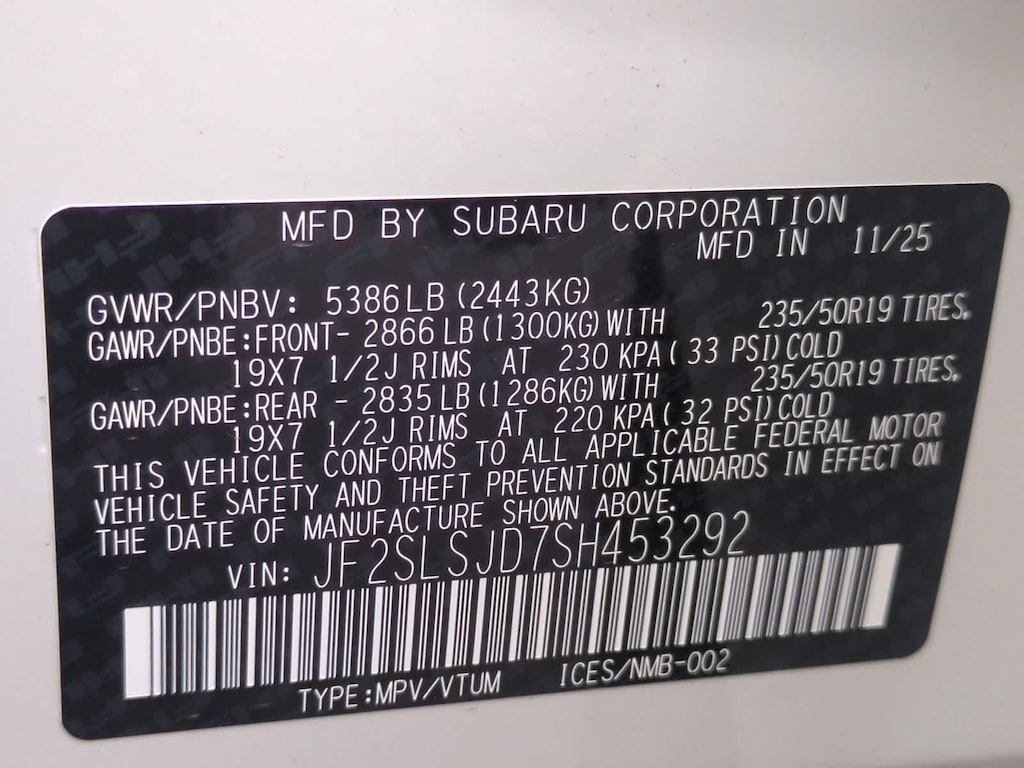 MFD BY SUBARU CORPORATION
MFD IN 11/25
GVWR/PNBV: 5386LB (2443KG)
GAWR/PNBE:FRONT- 2866 LB (1300KG) WITH 235/50R19 TIRES.
19X7 1/2J RIMS AT 230 KPA ( 33 PSI) COLD
GAWR/PNBE:REAR - 2835 LB (1286KG) WITH 235/50R19 TIRES.
19X7 1/2J RIMS AT 220 KPA ( 32 PSI) COLD
THIS VEHICLE CONFORMS TO ALL APPLICABLE FEDERAL MOTOR
VEHICLE SAFETY AND THEFT PREVENTION STANDARDS IN EFFECT ON
THE DATE OF MANUFACTURE SHOWN ABOVE.
VIN: JF2SLSJD7SH453292
TYPE:MPV/VTUM ICES/NMB-002